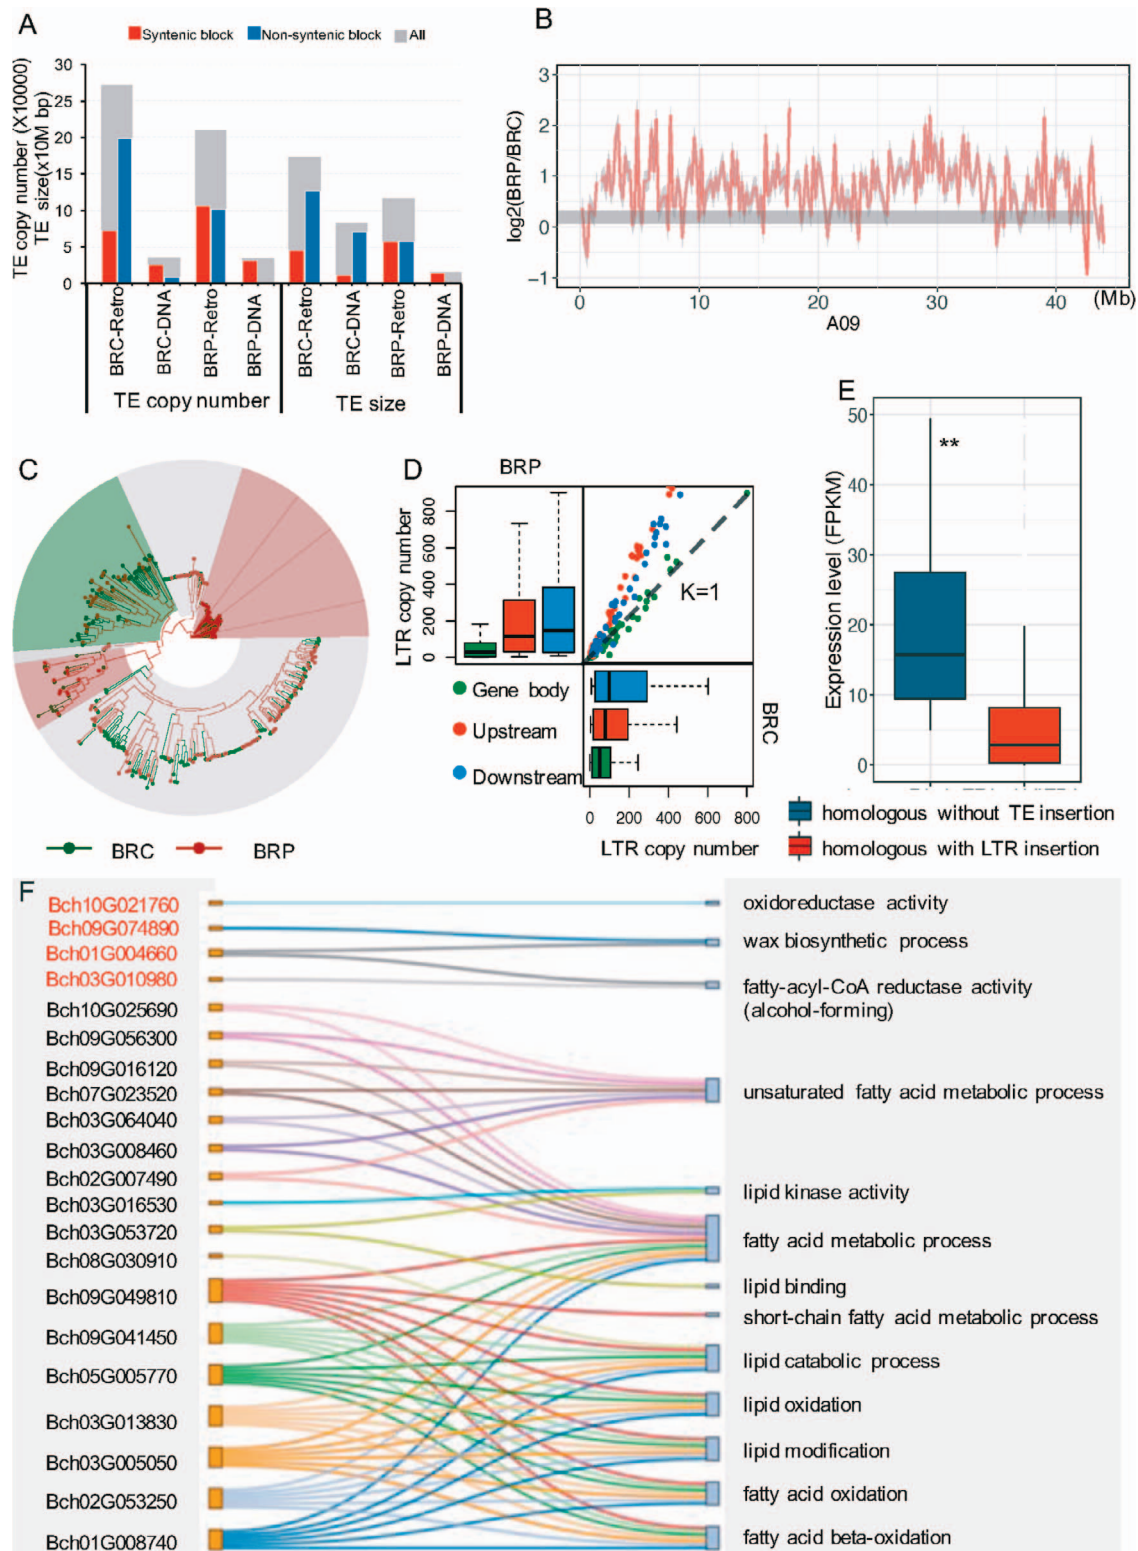 A
Syntenic block Non-syntenic block All
TE copy number (X10000)
TE size(x10M bp)
30
25
20
15
10
5
0
BRC-Retro
BRC-DNA
BRP-Retro
BRP-DNA
BRC-Retro
BRC-DNA
BRP-Retro
BRP-DNA
TE copy number
TE size
B
log2(BRP/BRC)
3
2
1
0
−1
0 10 20 30 40 (Mb)
A09
C
BRC BRP
D
BRP
LTR copy number
800
600
400
200
0
K=1
Gene body
Upstream
Downstream
BRC
0 200 400 600 800
LTR copy number
E
Expression level (FPKM)
50
40
30
20
10
0
**
homologous without TE insertion
homologous with LTR insertion
F
Bch10G021760
Bch09G074890
Bch01G004660
Bch03G010980
Bch10G025690
Bch09G056300
Bch09G016120
Bch07G023520
Bch03G064040
Bch03G008460
Bch02G007490
Bch03G016530
Bch03G053720
Bch08G030910
Bch09G049810
Bch09G041450
Bch05G005770
Bch03G013830
Bch03G005050
Bch02G053250
Bch01G008740
oxidoreductase activity
wax biosynthetic process
fatty-acyl-CoA reductase activity
(alcohol-forming)
unsaturated fatty acid metabolic process
lipid kinase activity
fatty acid metabolic process
lipid binding
short-chain fatty acid metabolic process
lipid catabolic process
lipid oxidation
lipid modification
fatty acid oxidation
fatty acid beta-oxidation